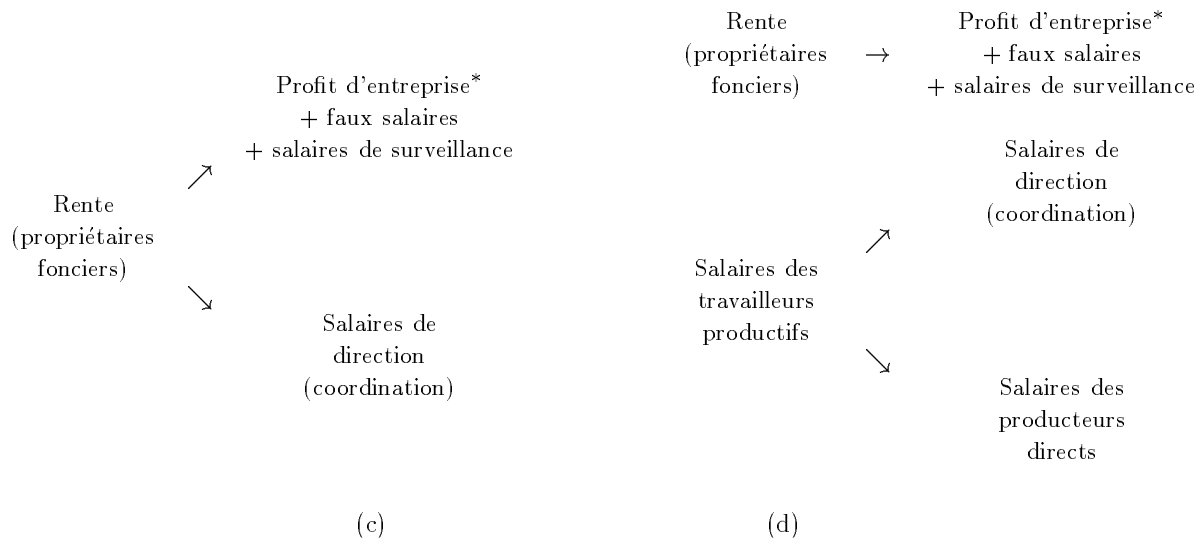 Profit d'entreprise*
+ faux salaires
+ salaires de surveillance
Rente
(propriétaires
fonciers)
Salaires de
direction
(coordination)
(c)
Rente
(propriétaires
fonciers)
→
Profit d'entreprise*
+ faux salaires
+ salaires de surveillance
Salaires de
direction
(coordination)
Salaires des
travailleurs
productifs
Salaires des
producteurs
directs
(d)